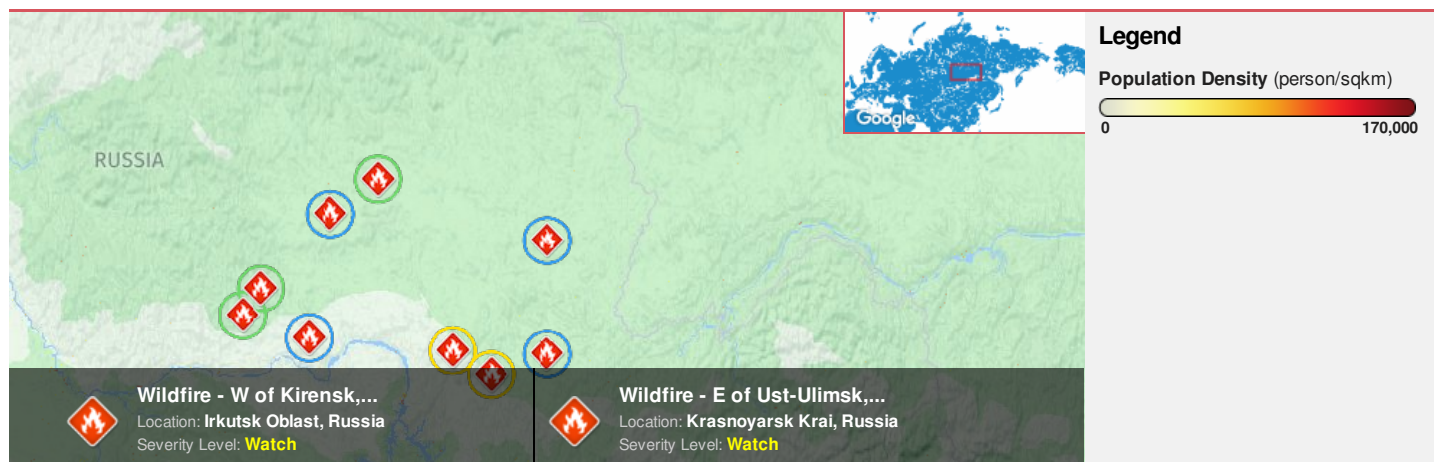 RUSSIA
Google
Legend
Population Density (person/sqkm)
0 170,000
Wildfire - W of Kirensk,...
Location: Irkutsk Oblast, Russia
Severity Level: Watch
Wildfire - E of Ust-Ulimsk,...
Location: Krasnoyarsk Krai, Russia
Severity Level: Watch